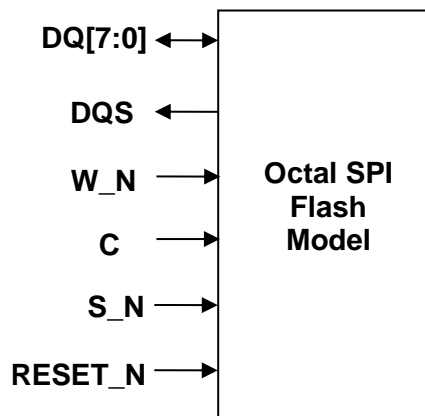 DQ[7:0]
DQS
W_N
C
S_N
RESET_N
Octal SPI
Flash
Model